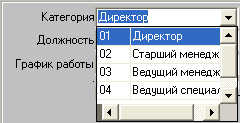 Категория Директор
Должность 01 Директор
02 Старший менедж
График работы 03 Ведущий менедж
04 Ведущий специал